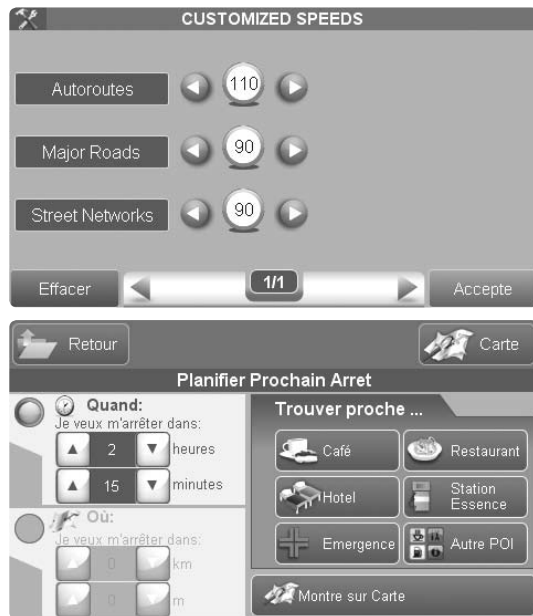 CUSTOMIZED SPEEDS
Autoroutes 110
Major Roads 90
Street Networks 90
Effacer 1/1 Accepte
Retour Carte
Planifier Prochain Arret
Quand:
Je veux m'arrêter dans:
2 heures
15 minutes
Où:
Je veux m'arrêter dans:
0 km
0 m
Trouver proche ...
Café Restaurant
Hotel Station Essence
Emergence Autre POI
Montre sur Carte